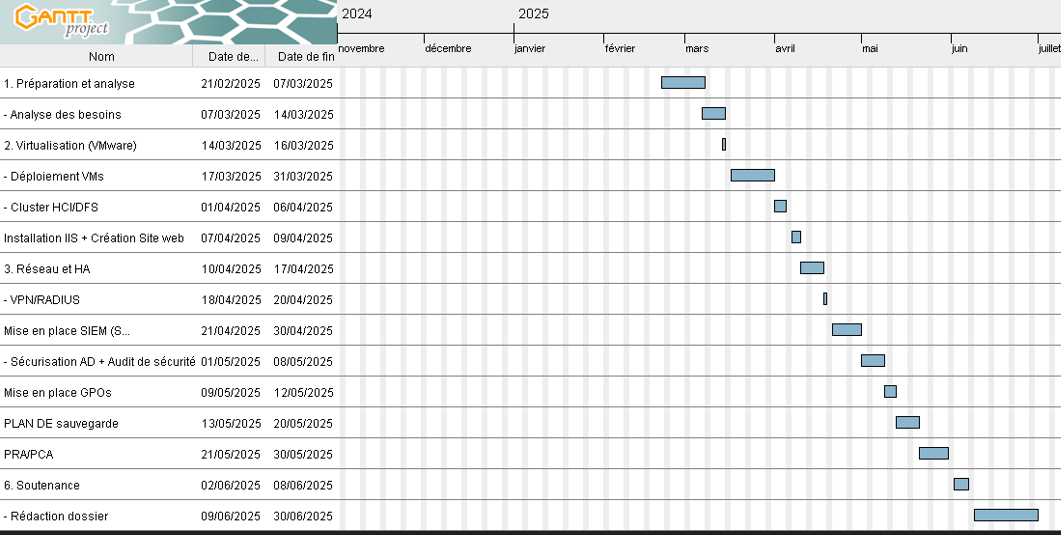 GANTT
project
2024
2025
novembre
décembre
janvier
février
mars
avril
mai
juin
juillet
Nom
Date de...
Date de fin
1. Préparation et analyse 21/02/2025 07/03/2025
- Analyse des besoins 07/03/2025 14/03/2025
2. Virtualisation (VMware) 14/03/2025 16/03/2025
- Déploiement VMs 17/03/2025 31/03/2025
- Cluster HCI/DFS 01/04/2025 06/04/2025
Installation IIS + Création Site web 07/04/2025 09/04/2025
3. Réseau et HA 10/04/2025 17/04/2025
- VPN/RADIUS 18/04/2025 20/04/2025
Mise en place SIEM (S... 21/04/2025 30/04/2025
- Sécurisation AD + Audit de sécurité 01/05/2025 08/05/2025
Mise en place GPOs 09/05/2025 12/05/2025
PLAN DE sauvegarde 13/05/2025 20/05/2025
PRA/PCA 21/05/2025 30/05/2025
6. Soutenance 02/06/2025 08/06/2025
- Rédaction dossier 09/06/2025 30/06/2025